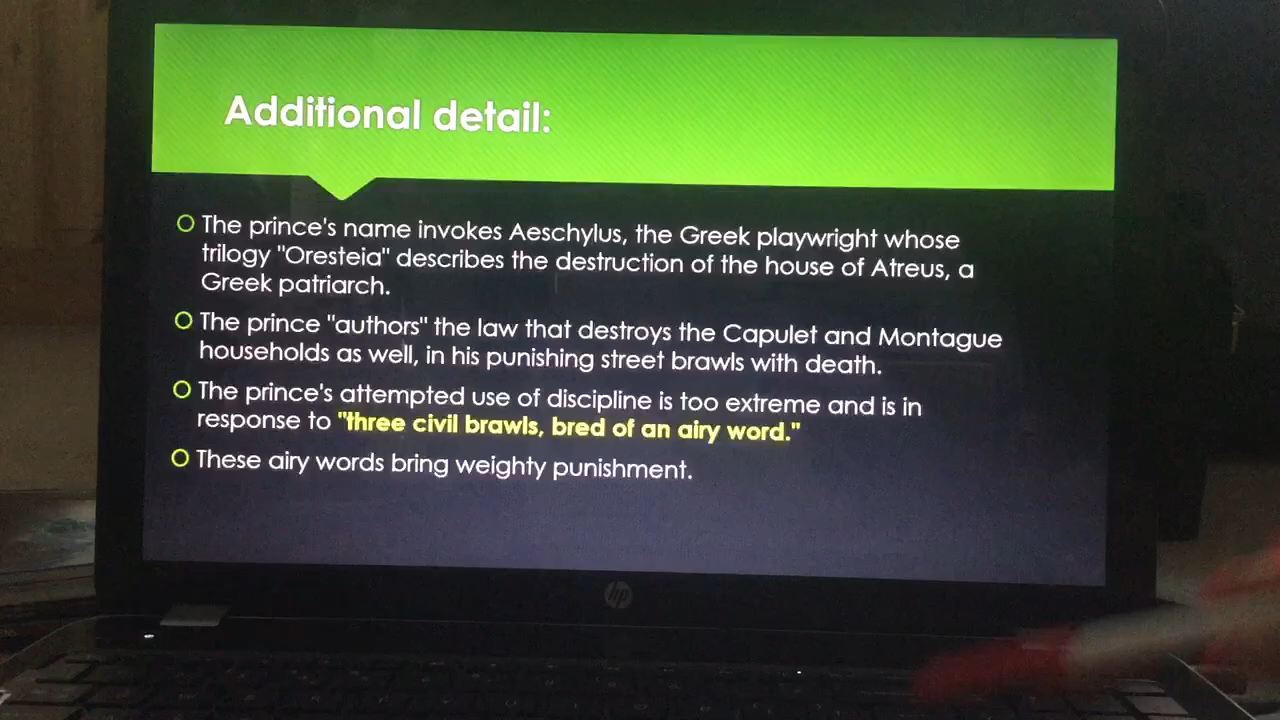 Additional detail:
The prince's name invokes Aeschylus, the Greek playwright whose
trilogy "Oresteia" describes the destruction of the house of Atreus, a
Greek patriarch.
The prince "authors" the law that destroys the Capulet and Montague
households as well, in his punishing street brawls with death.
The prince's attempted use of discipline is too extreme and is in
response to "three civil brawls, bred of an airy word."
These airy words bring weighty punishment.
hp